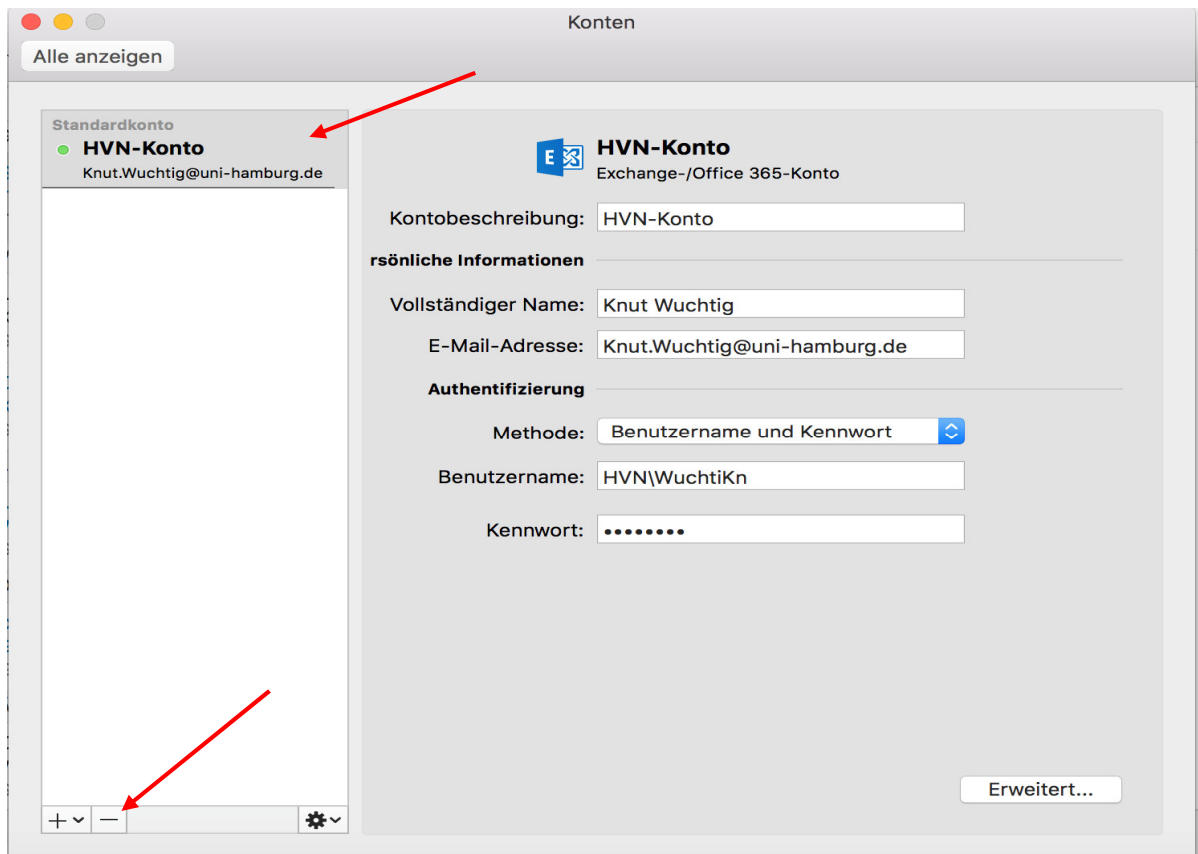 Konten
Alle anzeigen
Standardkonto
HVN-Konto
Knut.Wuchtig@uni-hamburg.de
E
HVN-Konto
Exchange-/Office 365-Konto
Kontobeschreibung: HVN-Konto
rsönliche Informationen
Vollständiger Name: Knut Wuchtig
E-Mail-Adresse: Knut.Wuchtig@uni-hamburg.de
Authentifizierung
Methode: Benutzername und Kennwort
Benutzername: HVN\WuchtiKn
Kennwort: ••••••••
Erweitert...